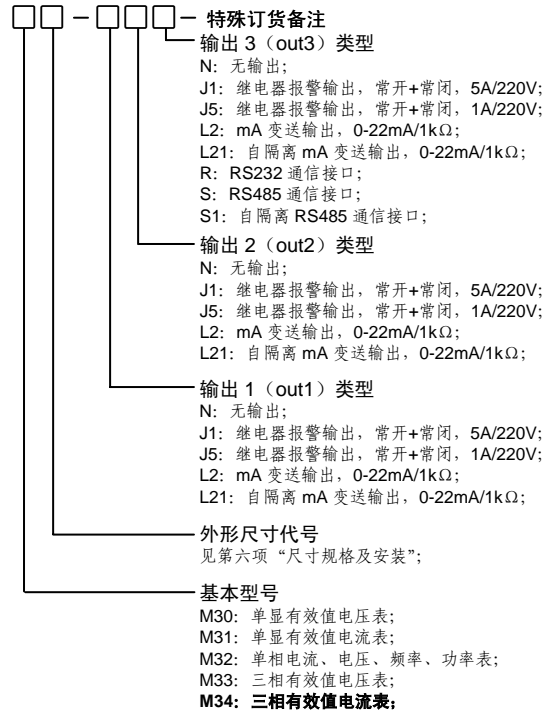 □□－□□□－特殊订货备注
输出 3（out3）类型
N：无输出;
J1：继电器报警输出，常开+常闭，5A/220V;
J5：继电器报警输出，常开+常闭，1A/220V;
L2：mA 变送输出，0-22mA/1kΩ;
L21：自隔离 mA 变送输出，0-22mA/1kΩ;
R：RS232 通信接口;
S：RS485 通信接口;
S1：自隔离 RS485 通信接口;
输出 2（out2）类型
N：无输出;
J1：继电器报警输出，常开+常闭，5A/220V;
J5：继电器报警输出，常开+常闭，1A/220V;
L2：mA 变送输出，0-22mA/1kΩ;
L21：自隔离 mA 变送输出，0-22mA/1kΩ;
输出 1（out1）类型
N：无输出;
J1：继电器报警输出，常开+常闭，5A/220V;
J5：继电器报警输出，常开+常闭，1A/220V;
L2：mA 变送输出，0-22mA/1kΩ;
L21：自隔离 mA 变送输出，0-22mA/1kΩ;
外形尺寸代号
见第六项“尺寸规格及安装”;
基本型号
M30：单显有效值电压表;
M31：单显有效值电流表;
M32：单相电流、电压、频率、功率表;
M33：三相有效值电压表;
M34：三相有效值电流表;